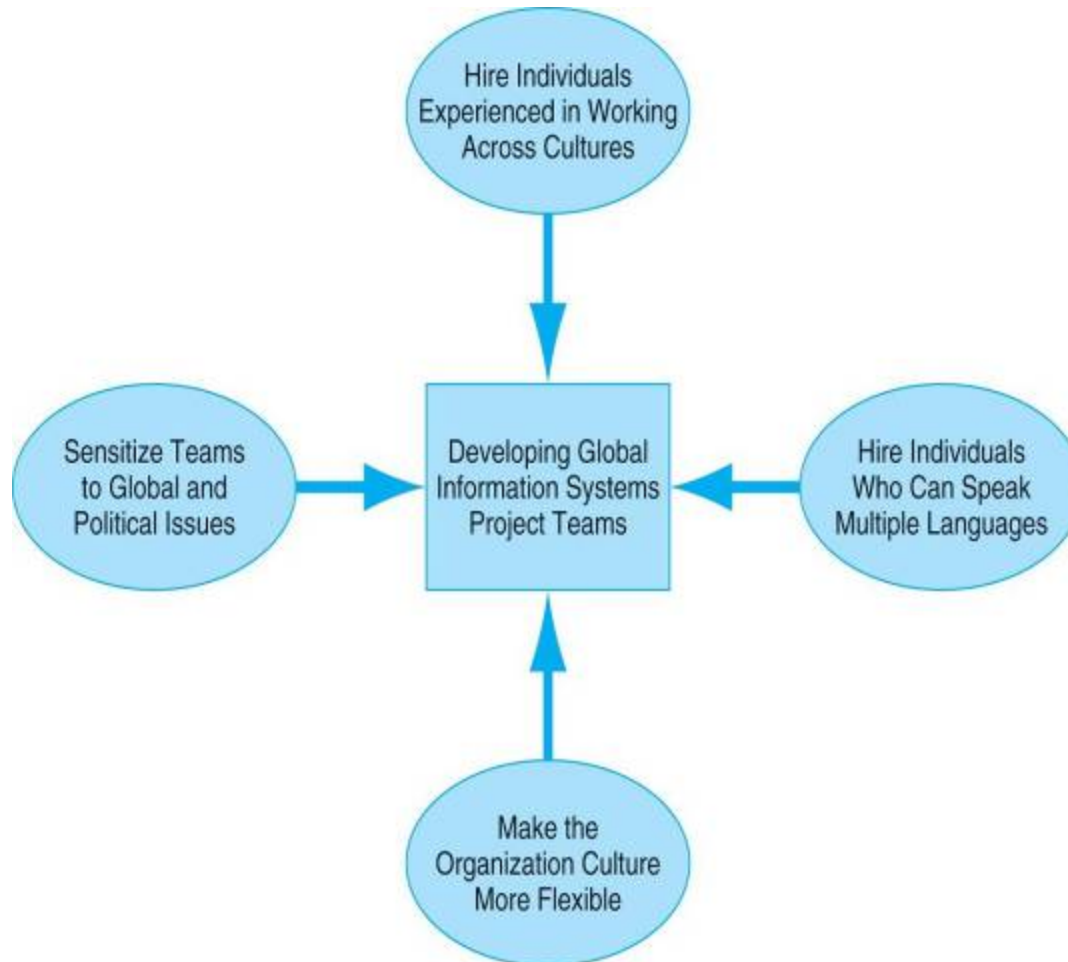 Hire Individuals
Experienced in Working
Across Cultures
Sensitize Teams
to Global and
Political Issues
Developing Global
Information Systems
Project Teams
Hire Individuals
Who Can Speak
Multiple Languages
Make the
Organization Culture
More Flexible